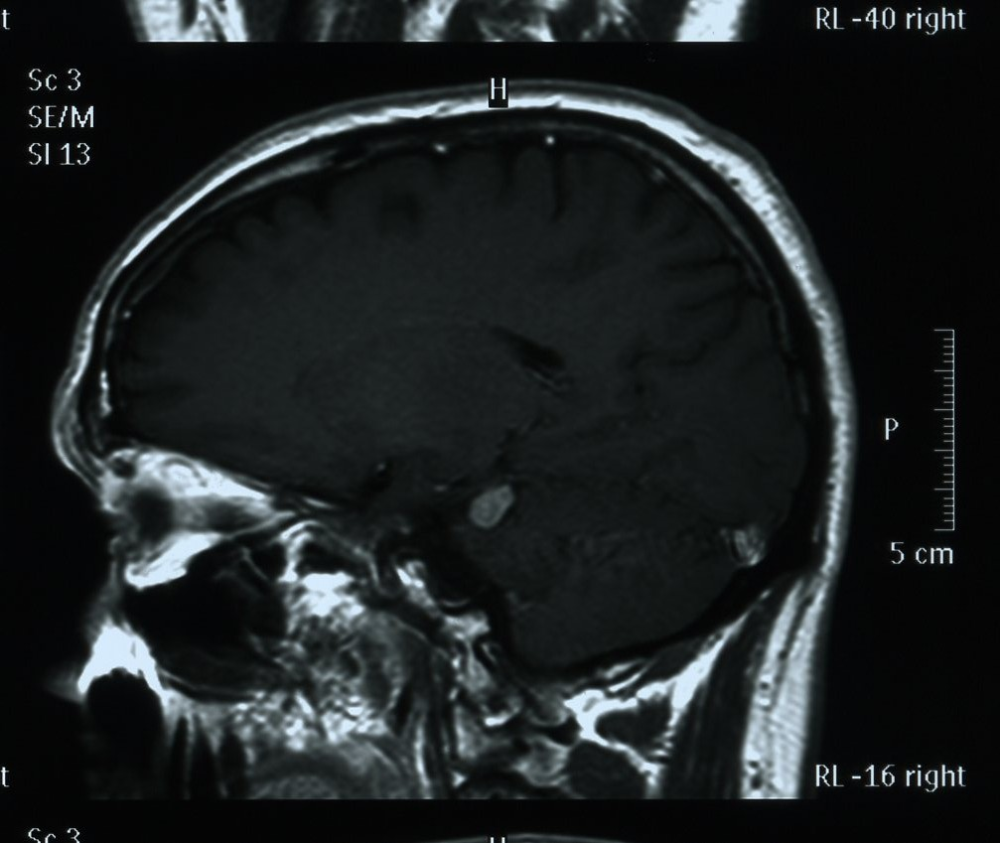 t
RL -40 right
Sc 3
SE/M
Sl 13
H
P
5 cm
t
RL -16 right
Sc 3
H